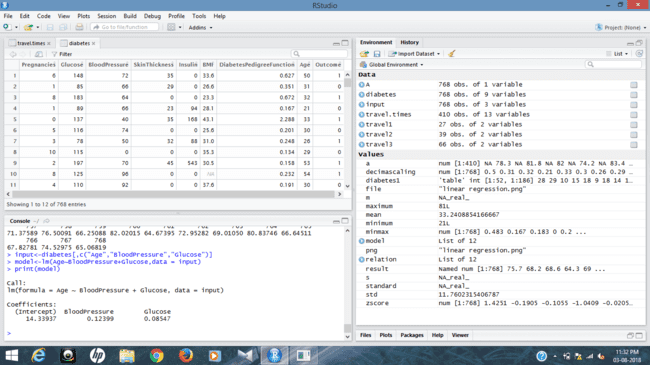 RStudio
File Edit Code View Plots Session Build Debug Profile Tools Help
Go to file/function Addins Project: (None)
travel.times diabetes
Filter
Pregnancies Glucose BloodPressure SkinThickness Insulin BMI DiabetesPedigreeFunction Age Outcome
1 6 148 72 35 0 33.6 0.627 50 1
2 1 85 66 29 0 26.6 0.351 31 0
3 8 183 64 0 0 23.3 0.672 32 1
4 1 89 66 23 94 28.1 0.167 21 0
5 0 137 40 35 168 43.1 2.288 33 1
6 5 116 74 0 0 25.6 0.201 30 0
7 3 78 50 32 88 31.0 0.248 26 1
8 10 115 0 0 0 35.3 0.134 29 0
9 2 197 70 45 543 30.5 0.158 53 1
10 8 125 96 0 0 NA 0.232 54 1
11 4 110 92 0 0 37.6 0.191 30 0
Showing 1 to 12 of 768 entries
Console ~/
71.37589 76.50091 66.25088 82.02015 64.67395 72.95282 69.01050 80.83746 66.64511
766 767 768
67.82781 74.52975 65.06819
> input<-diabetes[,c("Age","BloodPressure","Glucose")]
> model<-lm(Age~BloodPressure+Glucose,data = input)
> print(model)
Call:
lm(formula = Age ~ BloodPressure + Glucose, data = input)
Coefficients:
(Intercept) BloodPressure Glucose
14.33937 0.12399 0.08547
>
Environment History
Import Dataset List
Global Environment
Data
A 768 obs. of 1 variables
diabetes 768 obs. of 9 variables
input 768 obs. of 3 variables
travel.times 410 obs. of 13 variables
travel1 27 obs. of 2 variables
travel2 39 obs. of 2 variables
travel3 66 obs. of 2 variables
Values
a num [1:410] NA 78.3 NA 81.8 NA 82 NA 74.2 NA 83.4 …
decimascaling num [1:768] 0.5 0.31 0.32 0.21 0.33 0.3 0.26 0.29 …
diabetes1 'table' int [1:52, 1:186] 28 29 10 15 18 9 18 14 1…
file "linear regression.png"
m NA_real_
maximum 81L
mean 33.2408854166667
minimum 21L
minmax num [1:768] 0.483 0.167 0.183 0 0.2 …
model List of 12
png "linear regression.png"
relation List of 12
result Named num [1:768] 75.7 68.2 68.6 64.3 69 …
s NA_real_
standard NA_real_
std 11.7602315406787
zscore num [1:768] 1.4251 -0.1905 -0.1055 -1.0409 -0.0205…
Files Plots Packages Help Viewer
11:32 PM
03-08-2018